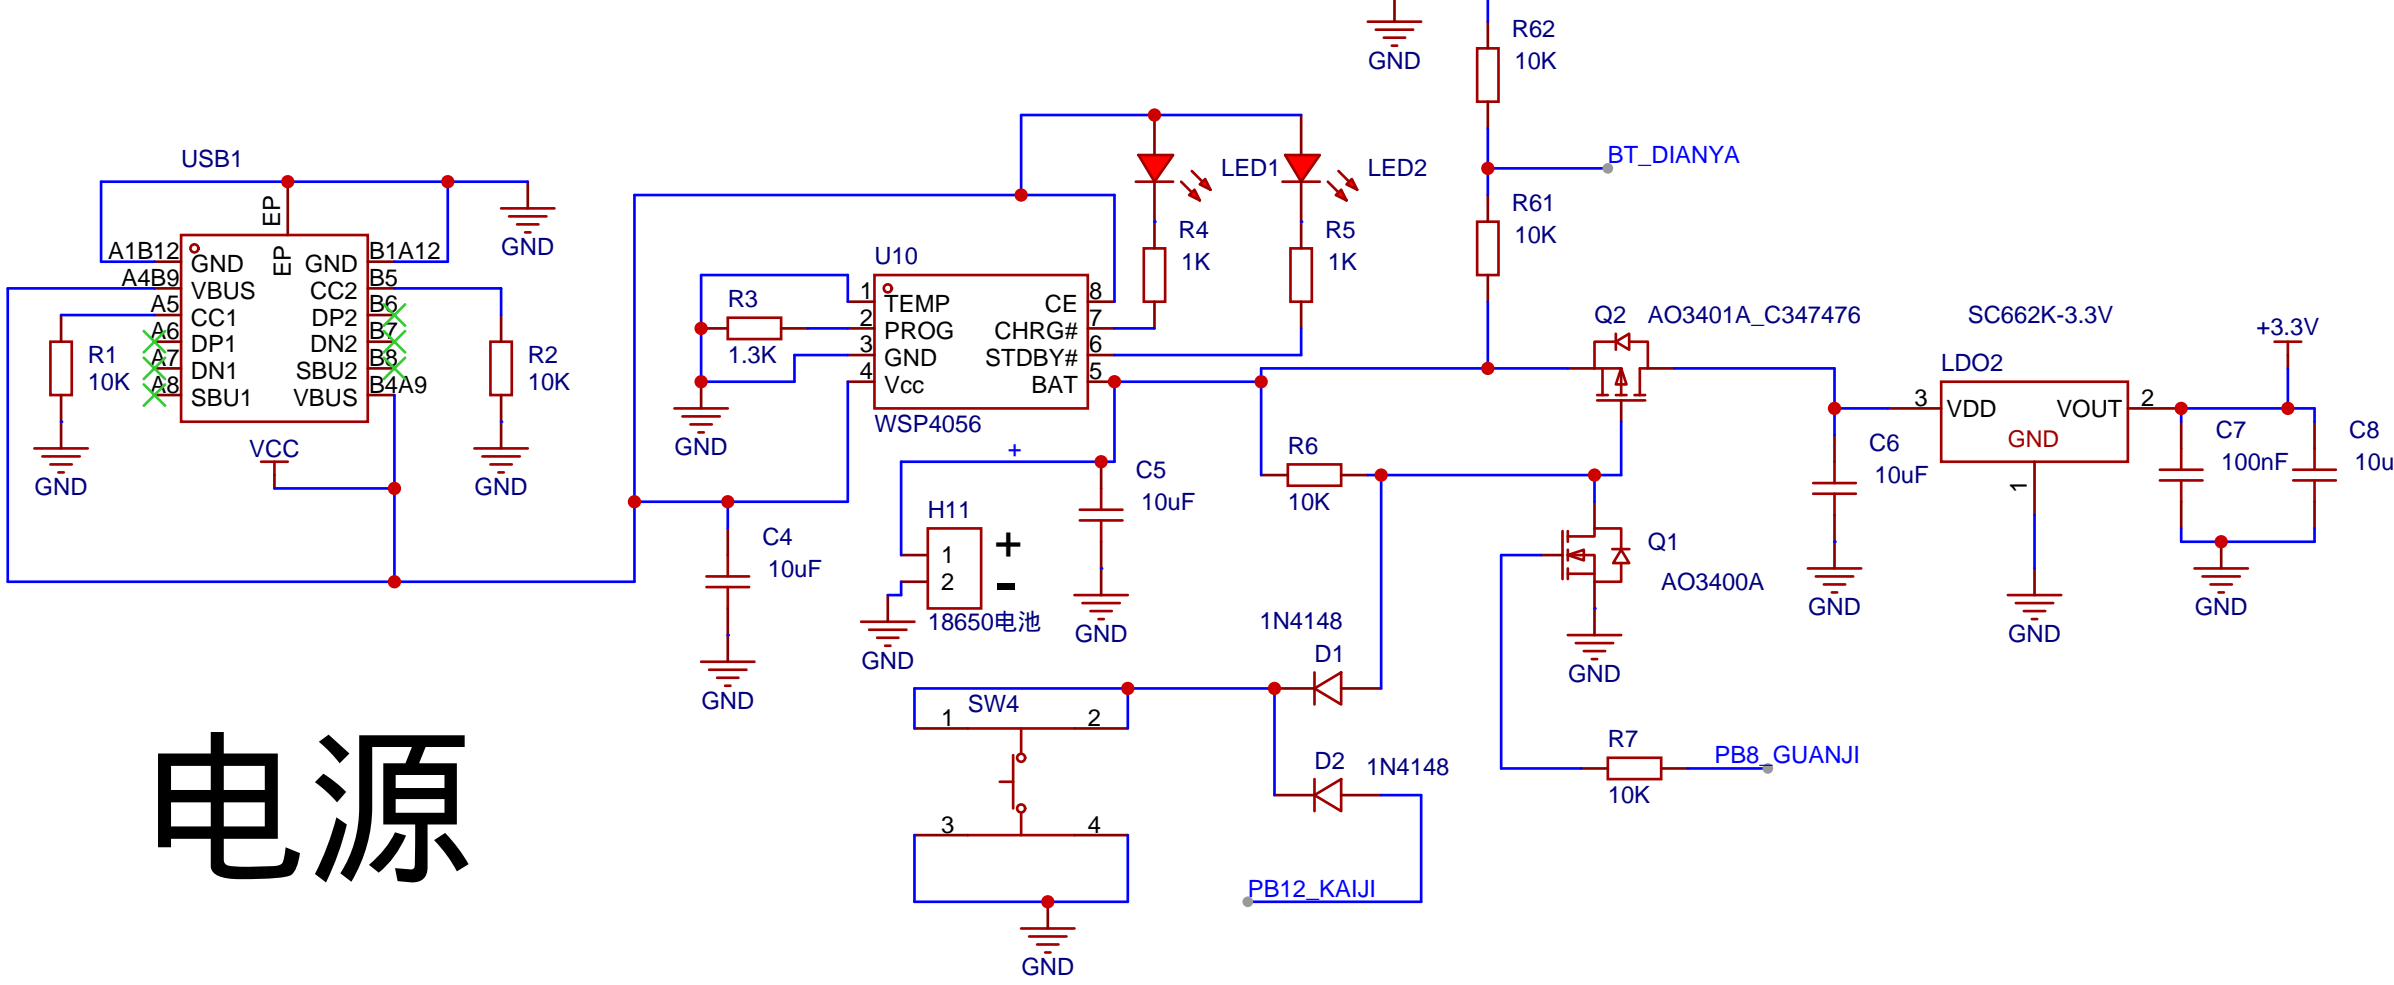 R62
10K
GND
USB1
EP
EP
GND
A1B12
A4B9
A5
A6
A7
A8
GND
VBUS
CC1
DP1
DN1
SBU1
GND
CC2
DP2
DN2
SBU2
VBUS
B1A12
B5
B6
B7
B8
B4A9
R1
10K
GND
R2
10K
GND
VCC
LED1
LED2
R4
1K
R5
1K
BT_DIANYA
R61
10K
U10
R3
1.3K
GND
1
2
3
4
TEMP
PROG
GND
Vcc
CE
CHRG#
STDBY#
BAT
8
7
6
5
WSP4056
Q2
AO3401A_C347476
SC662K-3.3V
LDO2
+3.3V
3
VDD
VOUT
2
GND
1
C6
10uF
GND
GND
C7
100nF
C8
10u
GND
+
C5
10uF
GND
R6
10K
H11
1
2
+
-
18650电池
GND
C4
10uF
GND
Q1
AO3400A
GND
1N4148
D1
SW4
1
2
3
4
GND
D2
1N4148
R7
10K
PB8_GUANJI
PB12_KAIJI
电源